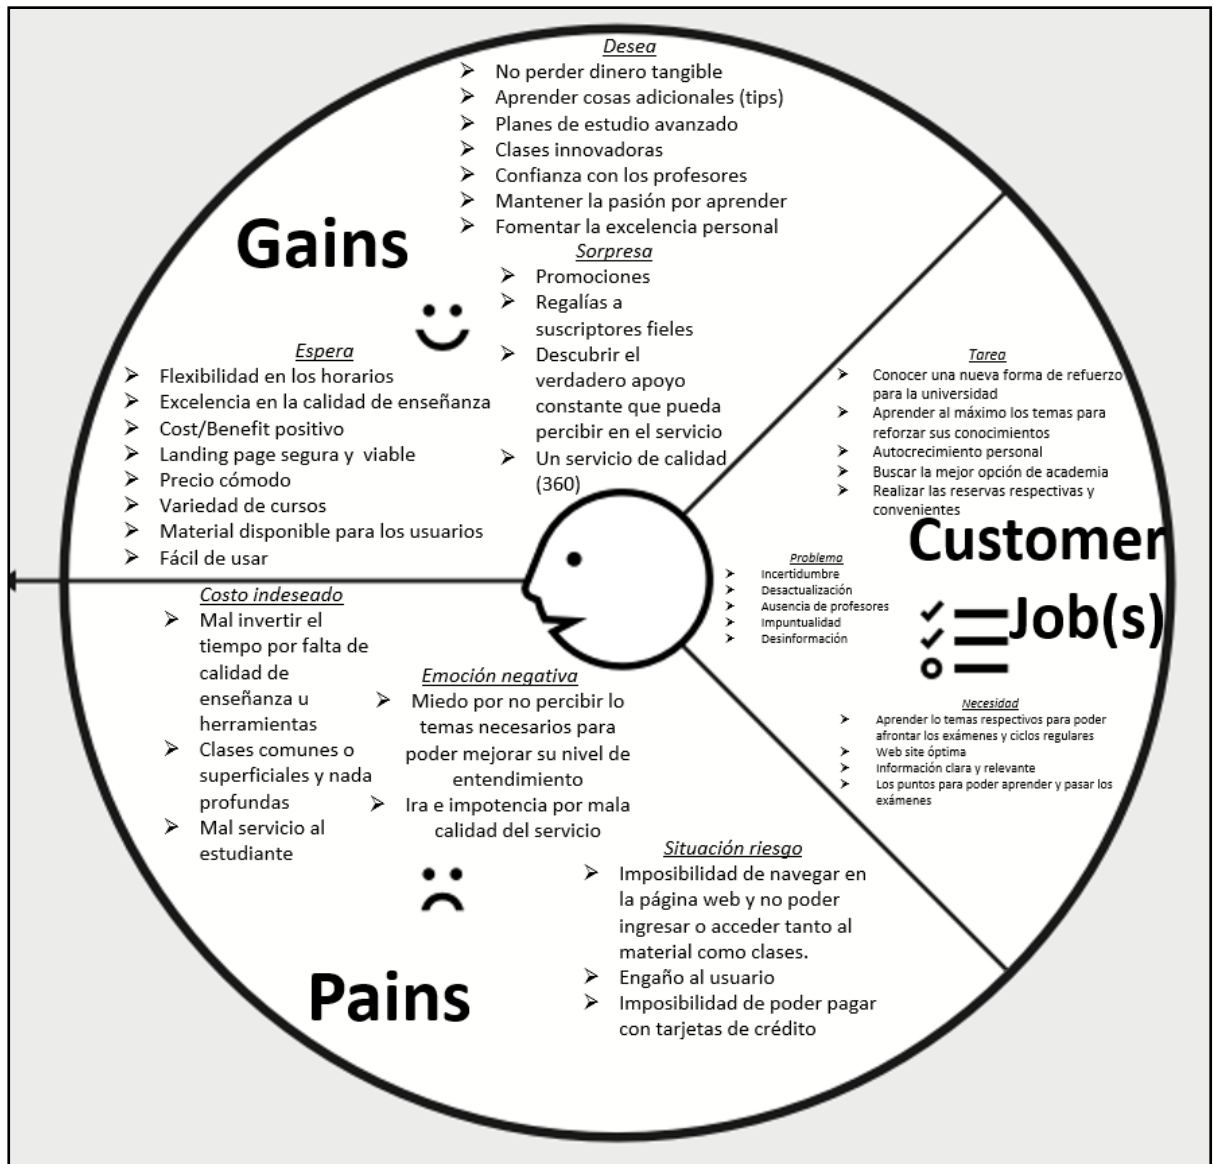 Desea
➢ No perder dinero tangible
➢ Aprender cosas adicionales (tips)
➢ Planes de estudio avanzado
➢ Clases innovadoras
➢ Confianza con los profesores
➢ Mantener la pasión por aprender
➢ Fomentar la excelencia personal
Gains
Sorpresa
➢ Promociones
➢ Regalías a
suscriptores fieles
➢ Descubrir el
verdadero apoyo
constante que pueda
percibir en el servicio
➢ Un servicio de calidad
(360)
Espera
➢ Flexibilidad en los horarios
➢ Excelencia en la calidad de enseñanza
➢ Cost/Benefit positivo
➢ Landing page segura y viable
➢ Precio cómodo
➢ Variedad de cursos
➢ Material disponible para los usuarios
➢ Fácil de usar
Tarea
➢ Conocer una nueva forma de refuerzo
para la universidad
➢ Aprender al máximo los temas para
reforzar sus conocimientos
➢ Autocrecimiento personal
➢ Buscar la mejor opción de academia
➢ Realizar las reservas respectivas y
convenientes
Customer
Job(s)
Problema
➢ Incertidumbre
➢ Desactualización
➢ Ausencia de profesores
➢ Impuntualidad
➢ Desinformación
Necesidad
➢ Aprender lo temas respectivos para poder
afrontar los exámenes y ciclos regulares
➢ Web site óptima
➢ Información clara y relevante
➢ Los puntos para poder aprender y pasar los
exámenes
Costo indeseado
➢ Mal invertir el
tiempo por falta de
calidad de
enseñanza u
herramientas
➢ Clases comunes o
superficiales y nada
profundas
➢ Mal servicio al
estudiante
Emoción negativa
➢ Miedo por no percibir lo
temas necesarios para
poder mejorar su nivel de
entendimiento
➢ Ira e impotencia por mala
calidad del servicio
Situación riesgo
➢ Imposibilidad de navegar en
la página web y no poder
ingresar o acceder tanto al
material como clases.
➢ Engaño al usuario
➢ Imposibilidad de poder pagar
con tarjetas de crédito
Pains